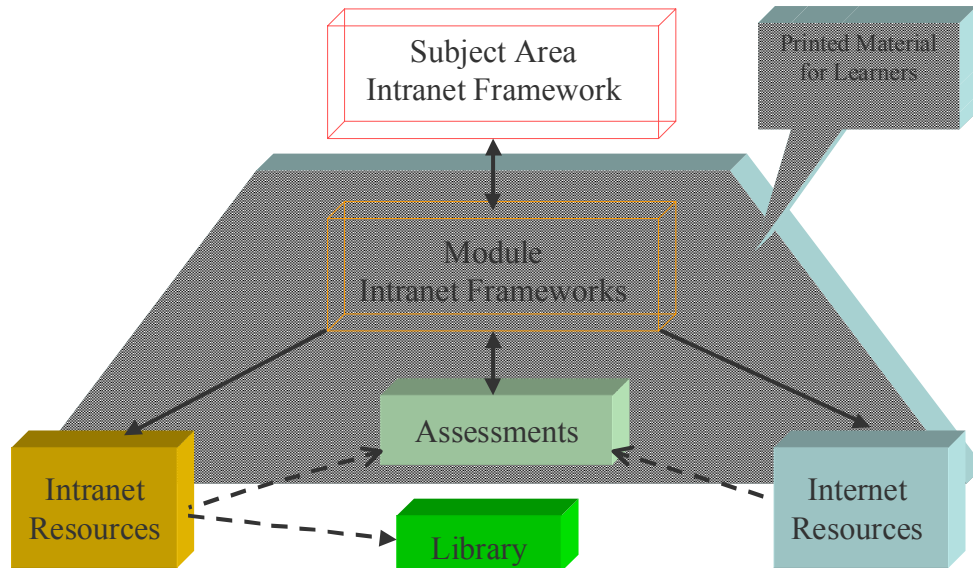 Subject Area
Intranet Framework
Printed Material
for Learners
Module
Intranet Frameworks
Assessments
Intranet
Resources
Internet
Resources
Library